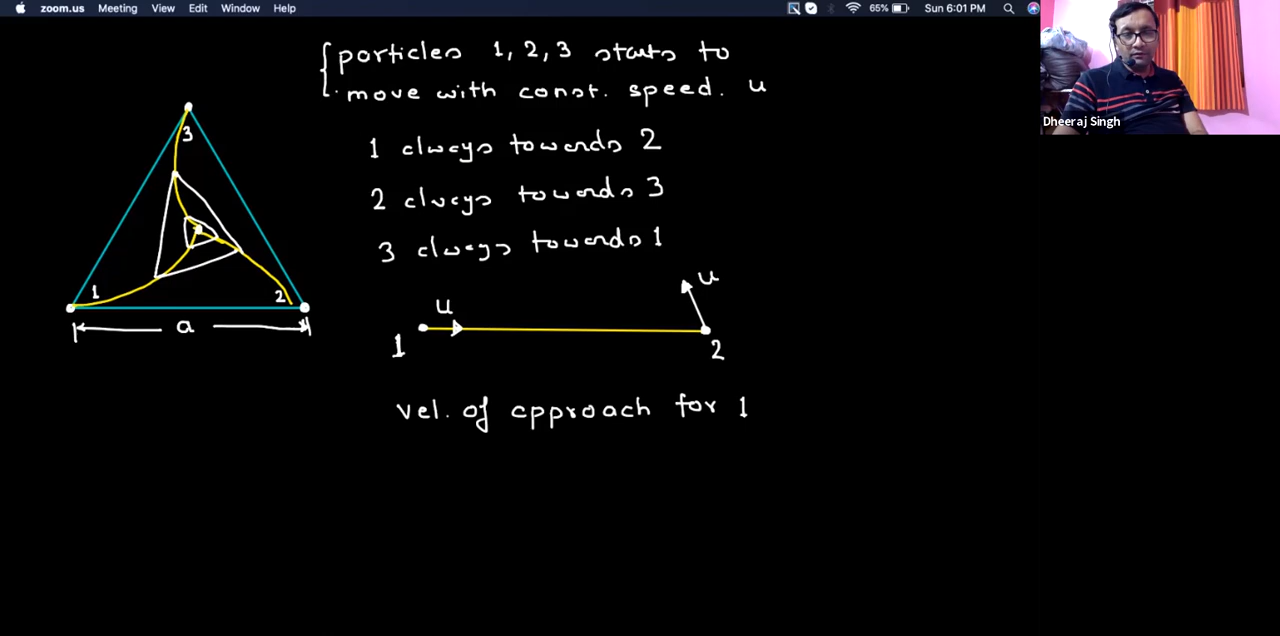 zoom.us Meeting View Edit Window Help 65% Sun 6:01 PM
particles 1, 2, 3 starts to
move with const. speed. u
1 always towards 2
2 always towards 3
3 always towards 1
3
1
2
a
u
u
1
2
vel. of approach for 1
Dheeraj Singh